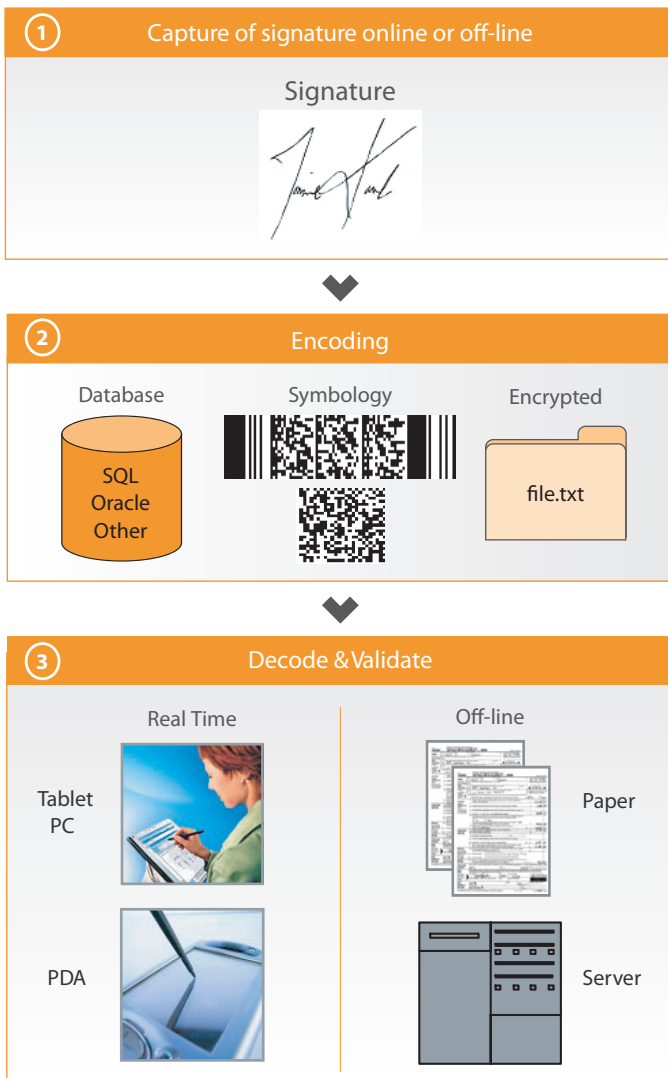 1 Capture of signature online or off-line
Signature
2 Encoding
Database
SQL
Oracle
Other
Symbology
Encrypted
file.txt
3 Decode & Validate
Real Time
Tablet
PC
PDA
Off-line
Paper
Server